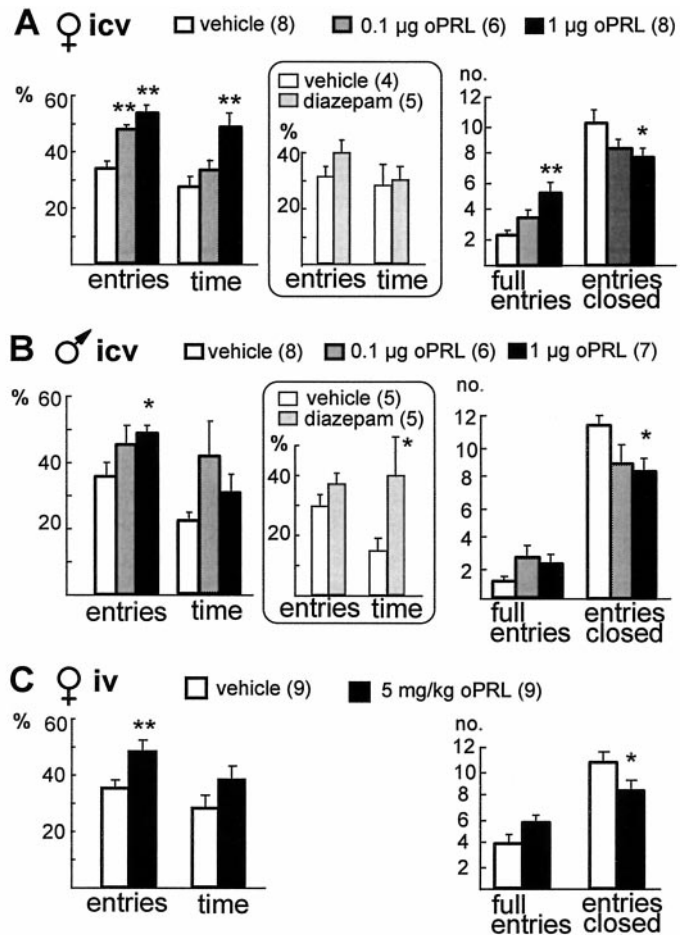 A ♀ icv vehicle (8) 0.1 µg oPRL (6) 1 µg oPRL (8)
%
60
40
20
** ** **
entries time
vehicle (4)
diazepam (5)
%
40
20
entries time
no.
12
10
8
6
4
2
** *
full entries
entries closed
B ♂ icv vehicle (8) 0.1 µg oPRL (6) 1 µg oPRL (7)
%
60
40
20
*
entries time
vehicle (5)
diazepam (5)
%
40
20
*
entries time
no.
12
10
8
6
4
2
*
full entries
entries closed
C ♀ iv vehicle (9) 5 mg/kg oPRL (9)
%
60
40
20
**
entries time
no.
12
10
8
6
4
2
*
full entries
entries closed